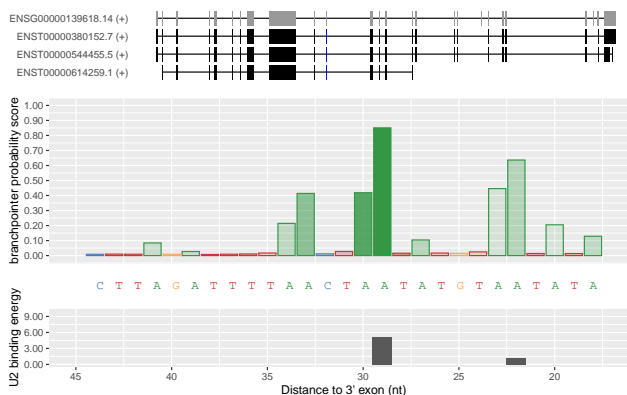 ENSG00000139618.14 (+)
ENST00000380152.7 (+)
ENST00000544455.5 (+)
ENST00000614259.1 (+)
branchpointer probability score
1.00
0.90
0.80
0.70
0.60
0.50
0.40
0.30
0.20
0.10
0.00
C T T A G A T T T T A A C T A A T A T G T A A T A T A
U2 binding energy
9.00
6.00
3.00
0.00
45 40 35 30 25 20
Distance to 3' exon (nt)